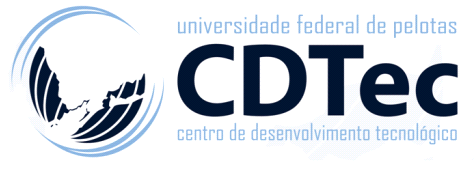 universidade federal de pelotas
CDTec
centro de desenvolvimento tecnológico